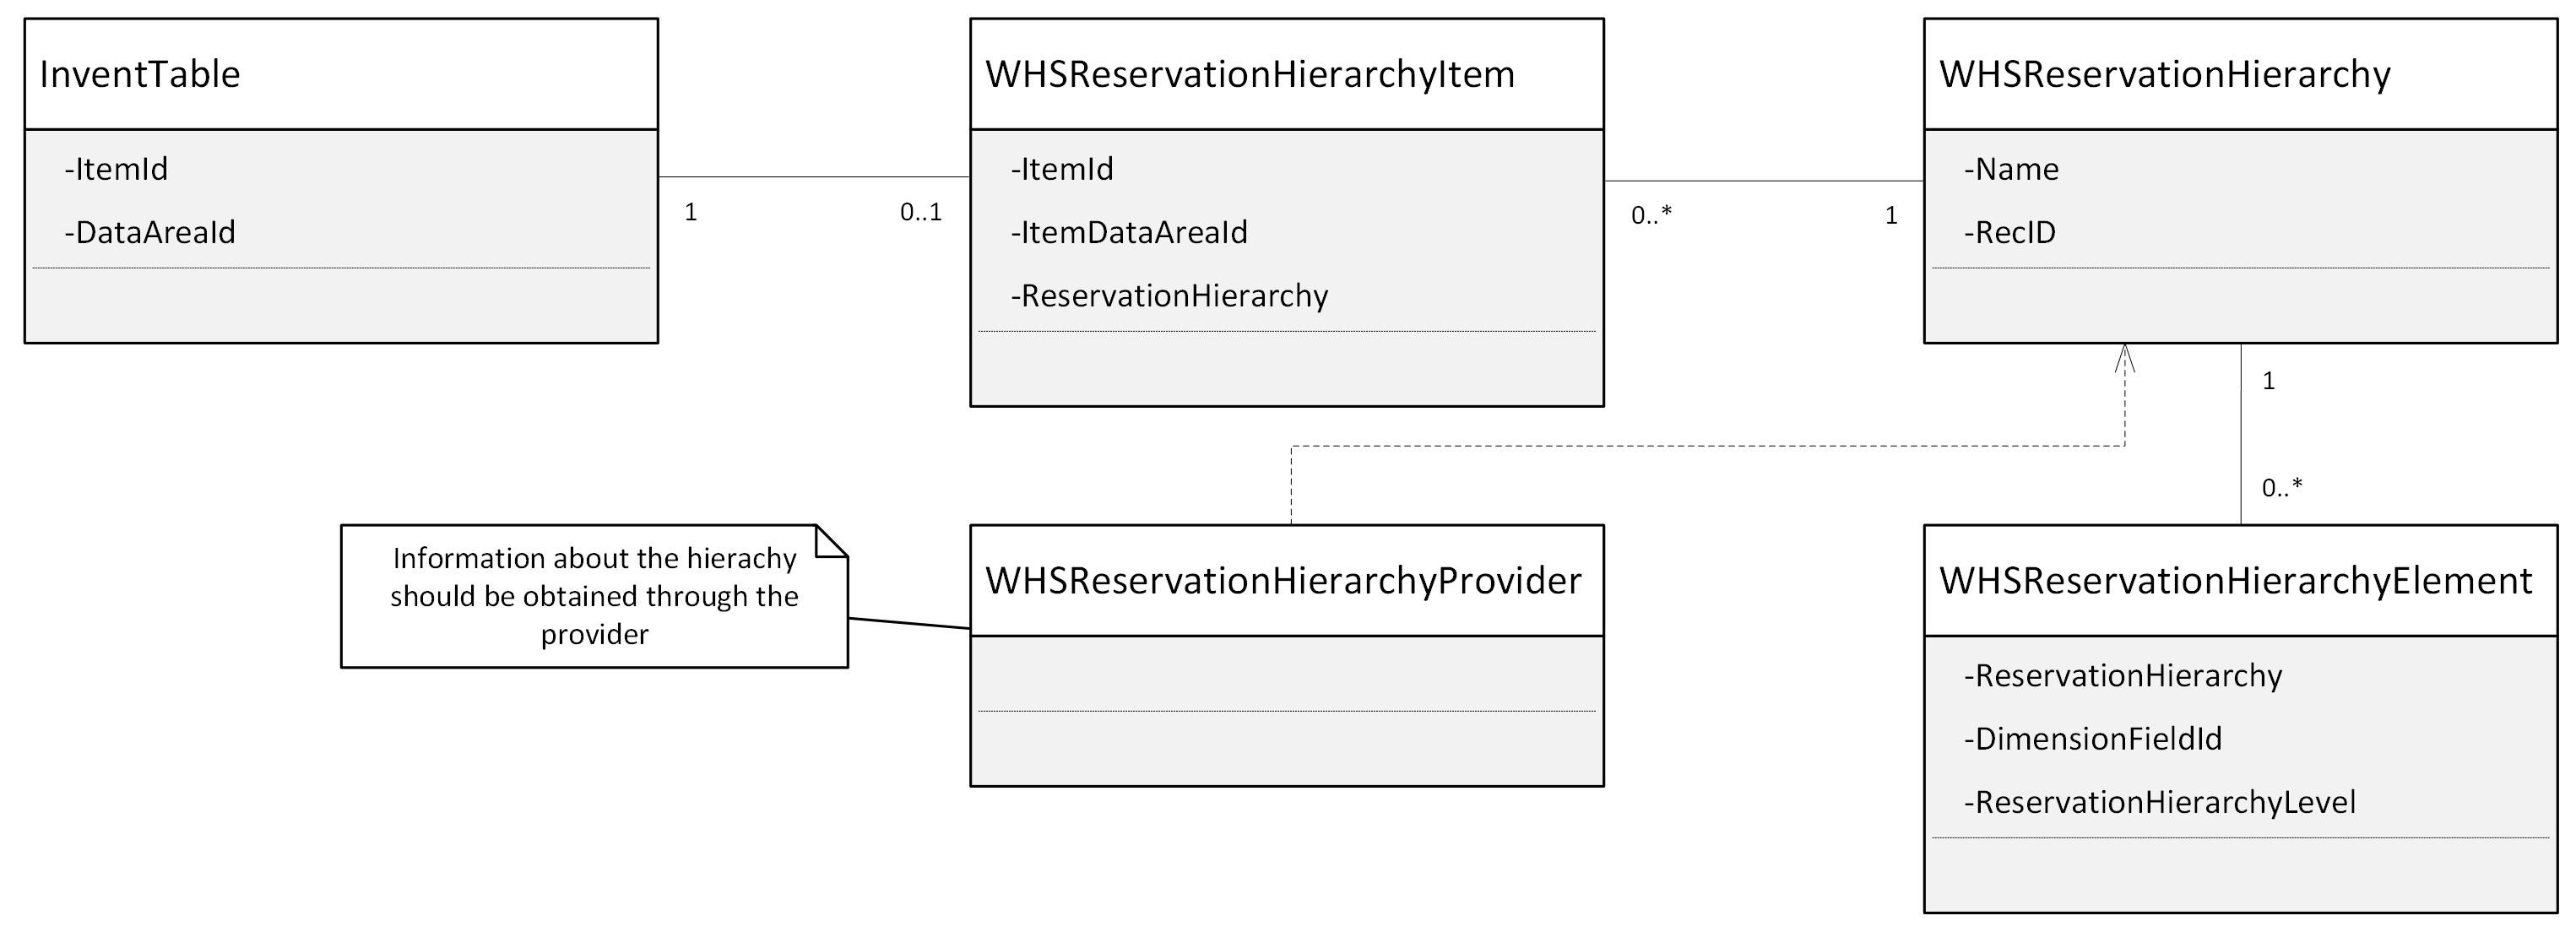 InventTable
-ItemId
-DataAreaId
1
0..1
WHSReservationHierarchyItem
-ItemId
-ItemDataAreaId
-ReservationHierarchy
0..*
1
WHSReservationHierarchy
-Name
-RecID
1
0..*
Information about the hierachy
should be obtained through the
provider
WHSReservationHierarchyProvider
WHSReservationHierarchyElement
-ReservationHierarchy
-DimensionFieldId
-ReservationHierarchyLevel